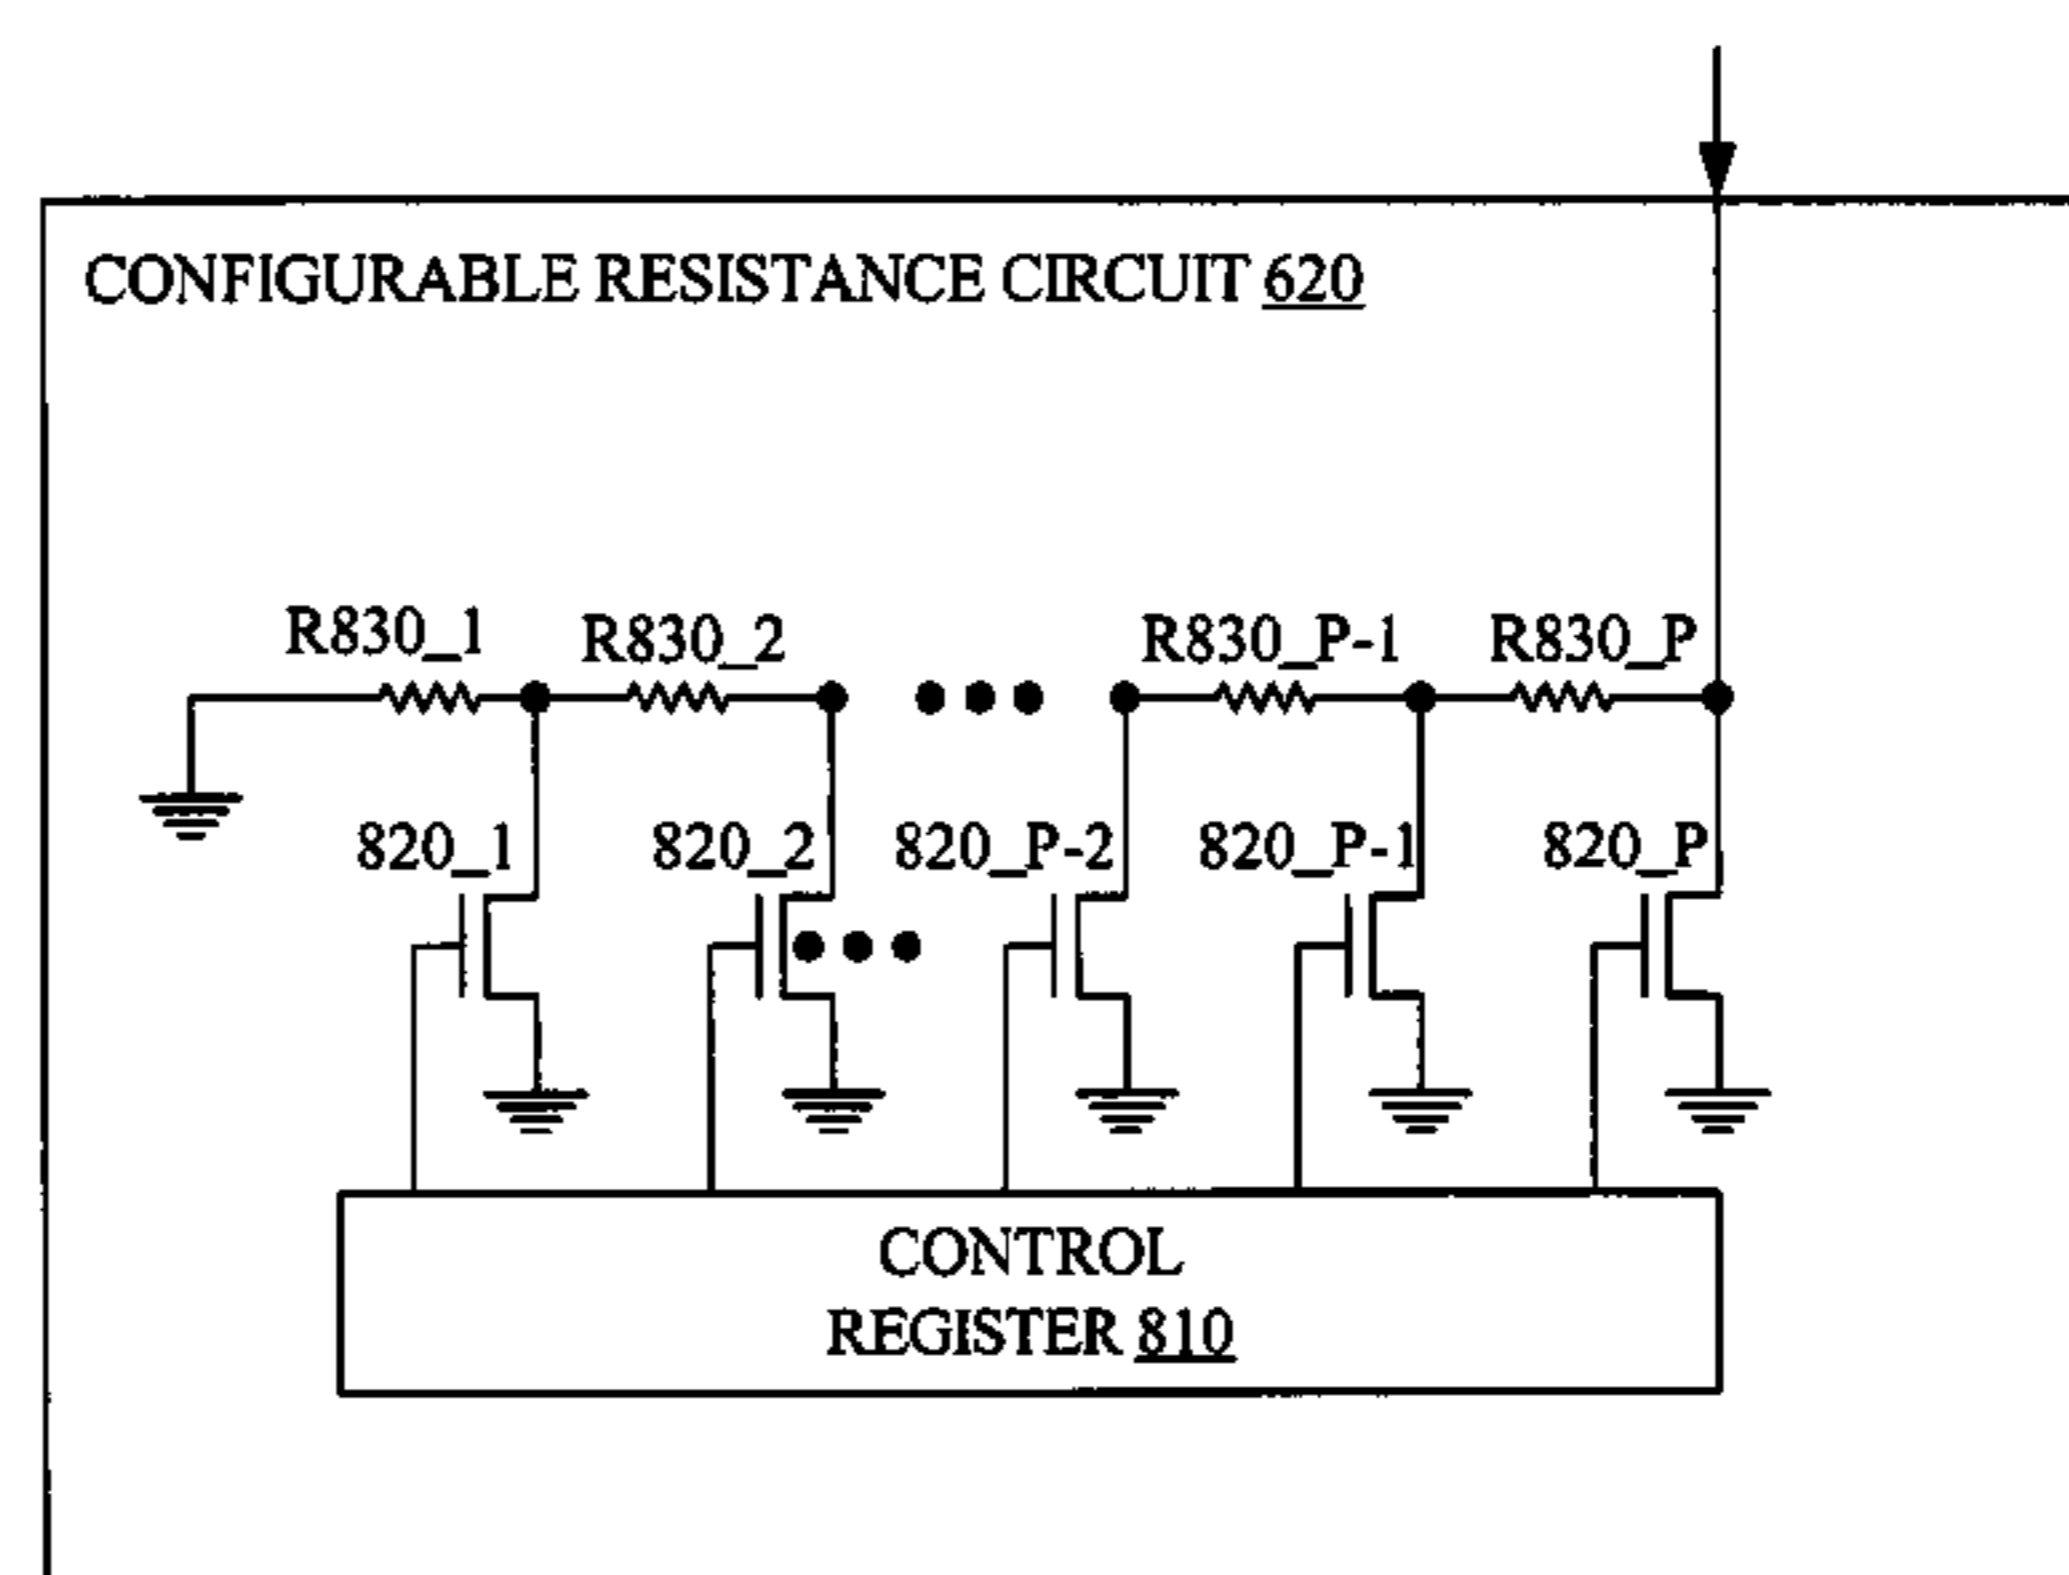 CONFIGURABLE RESISTANCE CIRCUIT 620
R830_1
R830_2
R830_P-1
R830_P
820_1
820_2
820_P-2
820_P-1
820_P
CONTROL
REGISTER 810